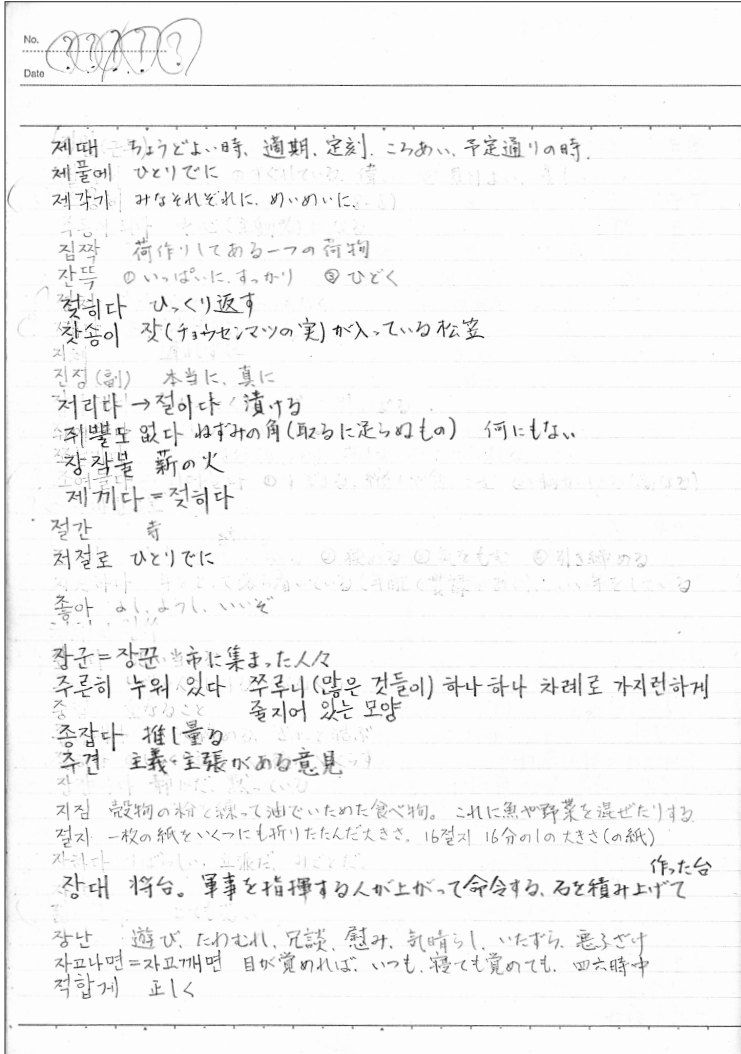 No.
? ? ? ? ?
Date
제때 ちょうどよい時、適期、定刻、ころあい、予定通りの時.
제풀에 ひとりでに
제각기 みなそれぞれに、めいめいに
짐짝 荷作りしてある一つの荷物
잔뜩 ①いっぱいに、すっかり ②ひどく
젖히다 ひっくり返す
잣송이 잣(チョウセンマツの実)が入っている松笠
진정(副) 本当に、真に
저리다→절이다 漬ける
쥐뿔도 없다 ねずみの角(取るに足らぬもの) 何にもない
장작불 薪の火
제끼다=젖히다
절간 寺
저절로 ひとりでに
좋아 よし、ようし、いいぞ
장군=장꾼 市に集まった人々
주른히 누워 있다 쭈루니(많은 것들이) 하나하나 차례로 가지런하게
줄지어 있는 모양
종잡다 推し量る
주견 主義・主張がある意見
지짐 穀物の粉を練って油でいためた食べ物。これに魚や野菜を混ぜたりする
절지 一枚の紙をいくつにも折りたたんだ大きさ。16절지 16分の1の大きさ(の紙)
장대 将台。軍事を指揮する人が上がって命令する、石を積み上げて
作った台
장난 遊び、たわむれ、冗談、慰み、気晴らし、いたずら、悪ふざけ
자고나면=자고깨면 目が覚めれば、いつも、寝ても覚めても、四六時中
적합게 正しく